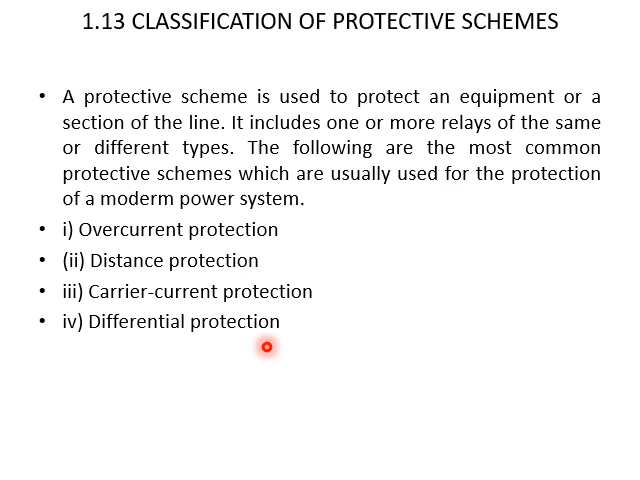 1.13 CLASSIFICATION OF PROTECTIVE SCHEMES
• A protective scheme is used to protect an equipment or a
section of the line. It includes one or more relays of the same
or different types. The following are the most common
protective schemes which are usually used for the protection
of a moderm power system.
• i) Overcurrent protection
• (ii) Distance protection
• iii) Carrier-current protection
• iv) Differential protection